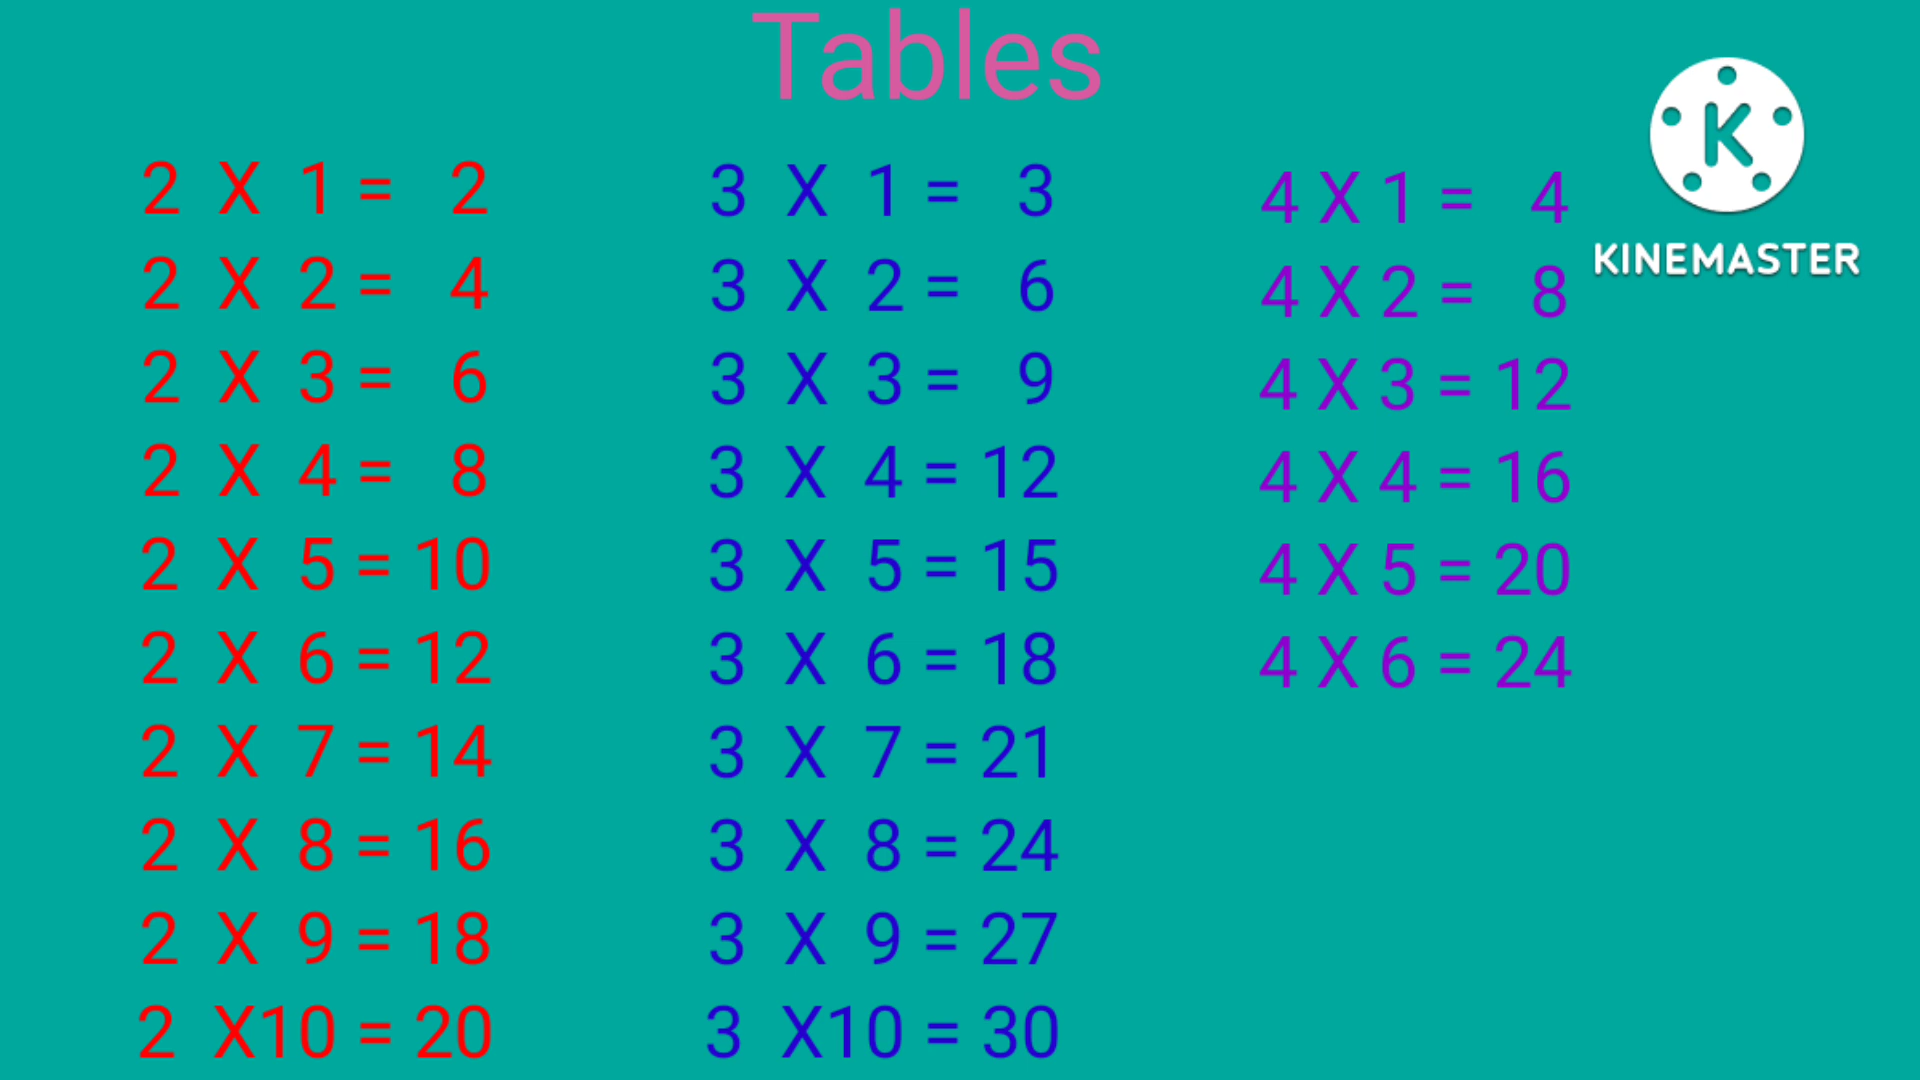 Tables
2 X 1 = 2
2 X 2 = 4
2 X 3 = 6
2 X 4 = 8
2 X 5 = 10
2 X 6 = 12
2 X 7 = 14
2 X 8 = 16
2 X 9 = 18
2 X10 = 20
3 X 1 = 3
3 X 2 = 6
3 X 3 = 9
3 X 4 = 12
3 X 5 = 15
3 X 6 = 18
3 X 7 = 21
3 X 8 = 24
3 X 9 = 27
3 X10 = 30
4 X 1 = 4
4 X 2 = 8
4 X 3 = 12
4 X 4 = 16
4 X 5 = 20
4 X 6 = 24
K
KINEMASTER